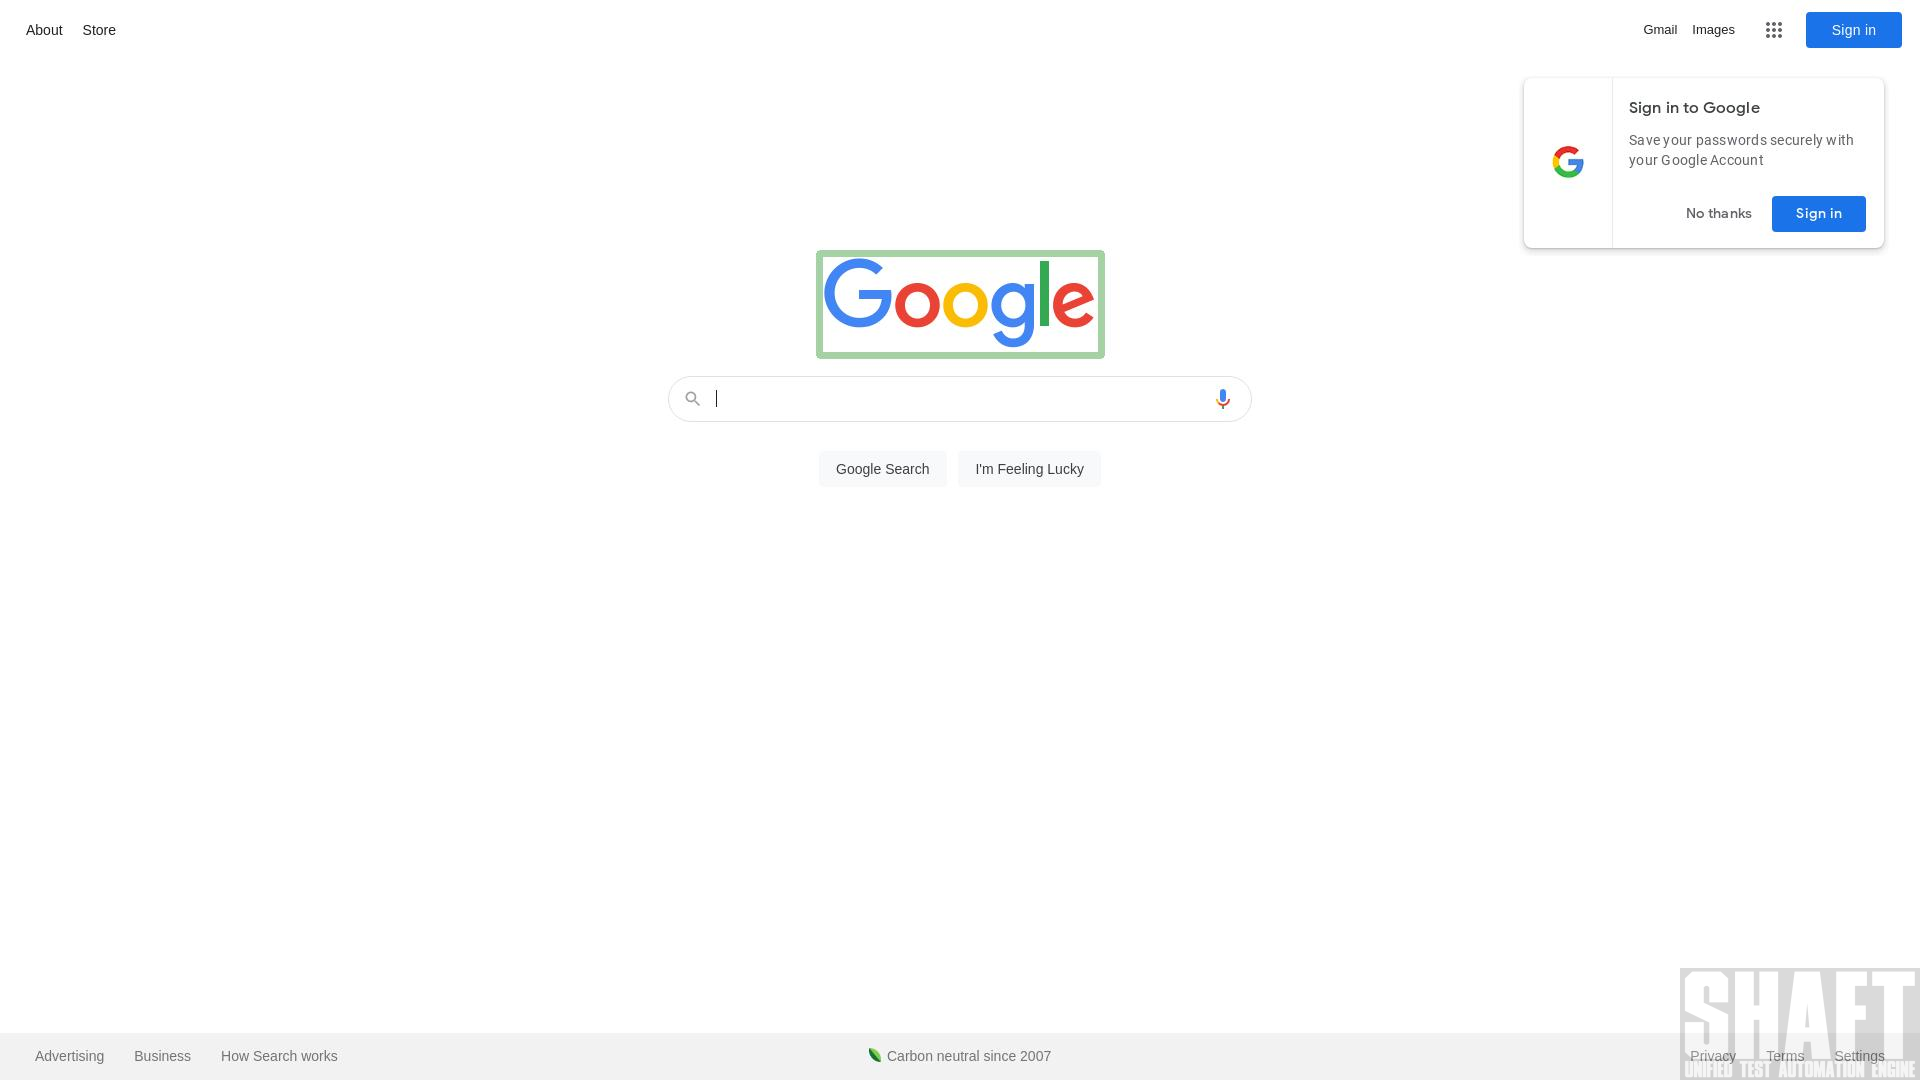 About Store
Gmail Images Sign in
Sign in to Google
Save your passwords securely with
your Google Account
No thanks Sign in
Google
Google Search I'm Feeling Lucky
Advertising Business How Search works Carbon neutral since 2007 Privacy Terms Settings
SHAFT
UNIFIED TEST AUTOMATION ENGINE